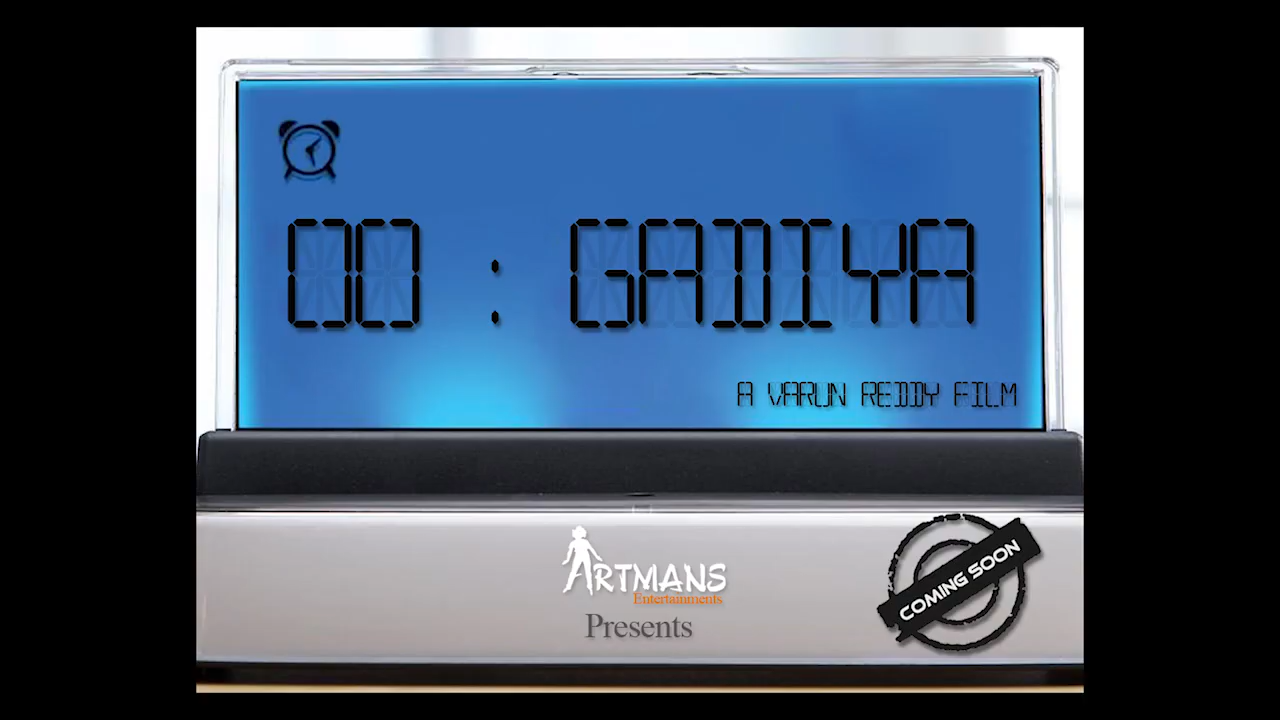 00 : GADIYA
A VARUN REDDY FILM
ARTMANS
Entertainments
Presents
COMING SOON